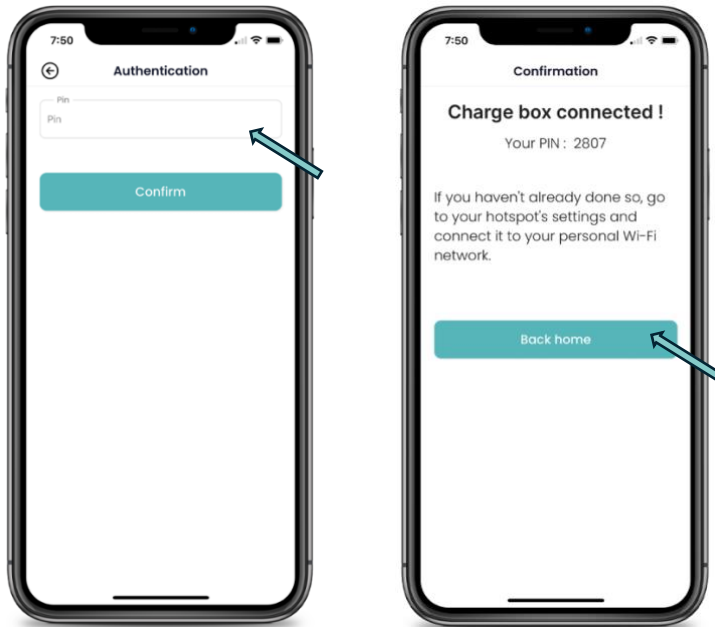 7:50
Authentication
Pin
Pin
Confirm
7:50
Confirmation
Charge box connected !
Your PIN : 2807
If you haven't already done so, go
to your hotspot's settings and
connect it to your personal Wi-Fi
network.
Back home